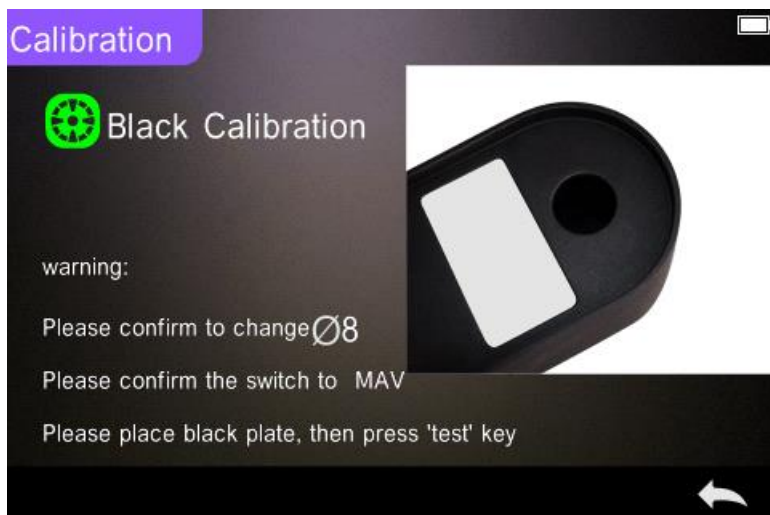 Calibration
Black Calibration
warning:
Please confirm to change∅8
Please confirm the switch to MAV
Please place black plate, then press 'test' key